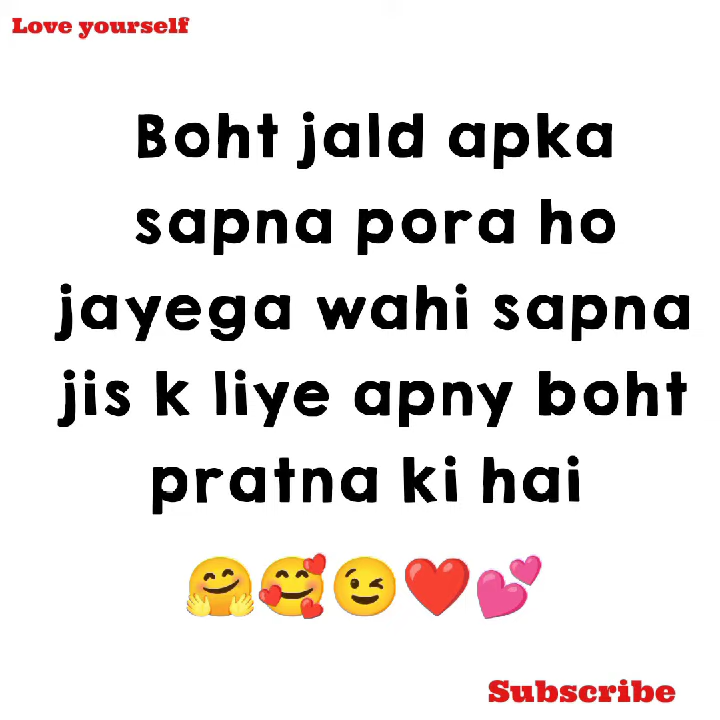 Love yourself
Boht jald apka
sapna pora ho
jayega wahi sapna
jis k liye apny boht
pratna ki hai
🤗🥰😉❤️💕
Subscribe